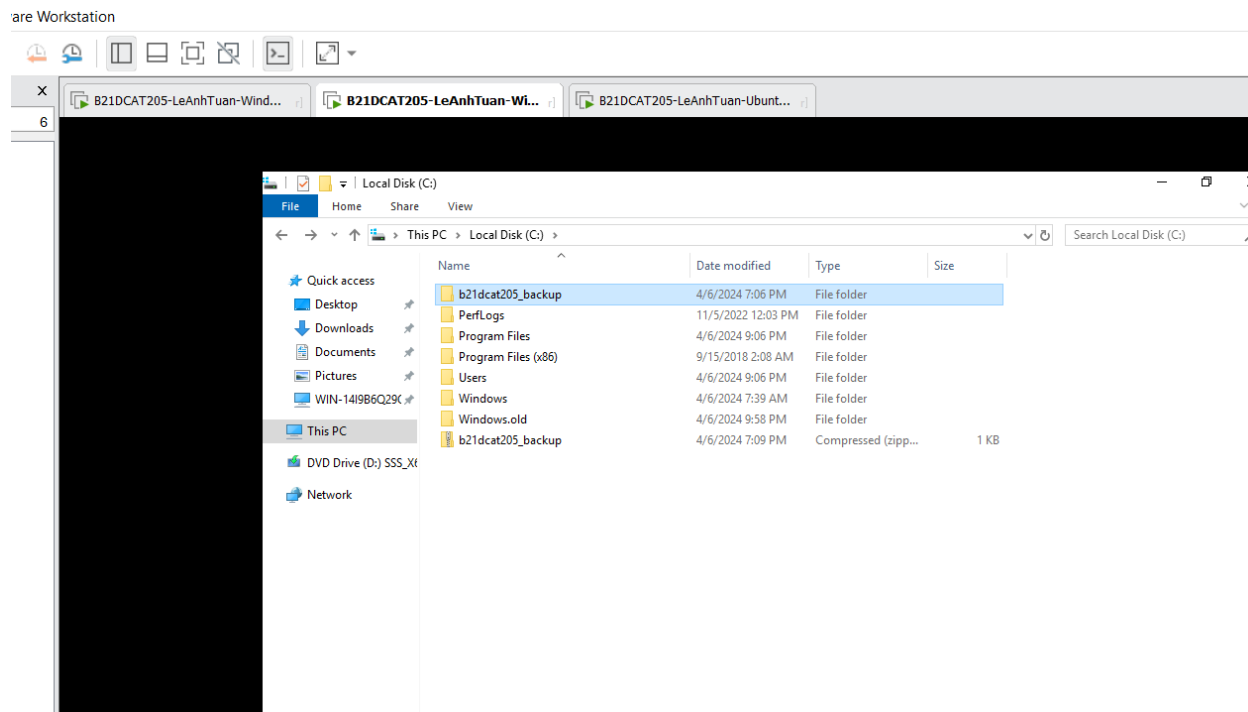 are Workstation
B21DCAT205-LeAnhTuan-Wind...
B21DCAT205-LeAnhTuan-Wi...
B21DCAT205-LeAnhTuan-Ubunt...
X
6
Local Disk (C:)
File Home Share View
This PC > Local Disk (C:) >
Search Local Disk (C:)
Quick access
Desktop
Downloads
Documents
Pictures
WIN-14I9B6Q29
This PC
DVD Drive (D:) SSS_X6
Network
Name Date modified Type Size
b21dcat205_backup 4/6/2024 7:06 PM File folder
PerfLogs 11/5/2022 12:03 PM File folder
Program Files 4/6/2024 9:06 PM File folder
Program Files (x86) 9/15/2018 2:08 AM File folder
Users 4/6/2024 9:06 PM File folder
Windows 4/6/2024 7:39 AM File folder
Windows.old 4/6/2024 9:58 PM File folder
b21dcat205_backup 4/6/2024 7:09 PM Compressed (zipp... 1 KB